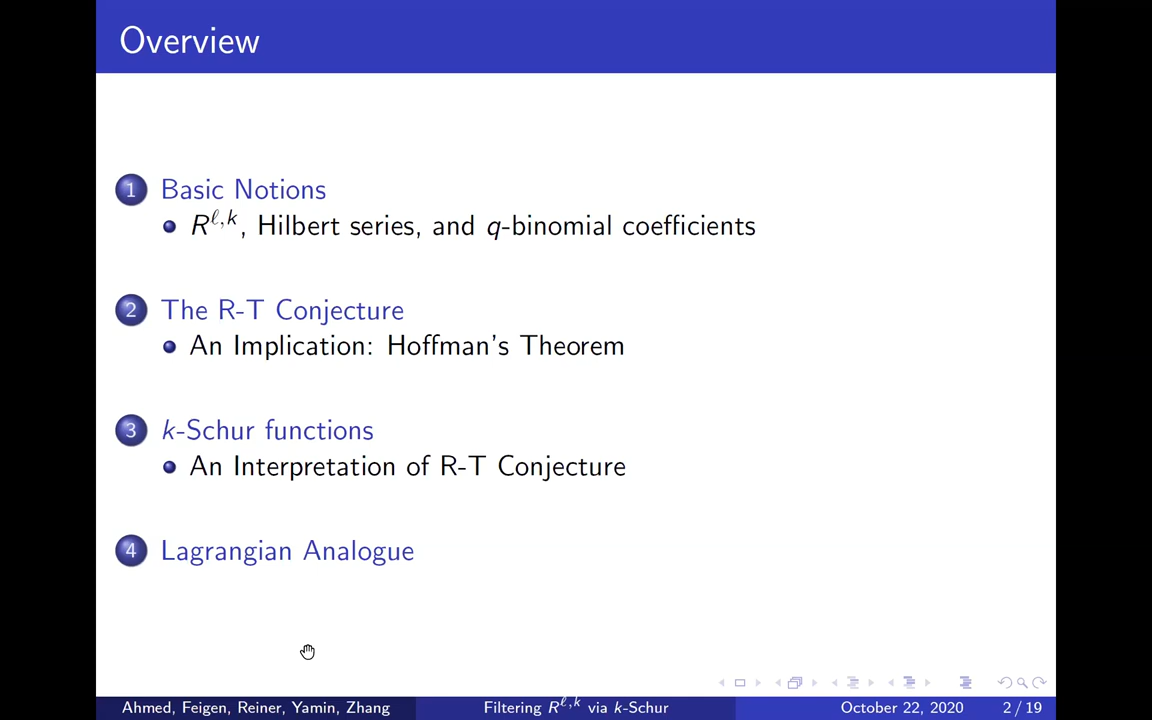 Overview
1 Basic Notions
R^{ℓ,k}, Hilbert series, and q-binomial coefficients
2 The R-T Conjecture
An Implication: Hoffman's Theorem
3 k-Schur functions
An Interpretation of R-T Conjecture
4 Lagrangian Analogue
Ahmed, Feigen, Reiner, Yamin, Zhang Filtering R^{ℓ,k} via k-Schur October 22, 2020 2 / 19